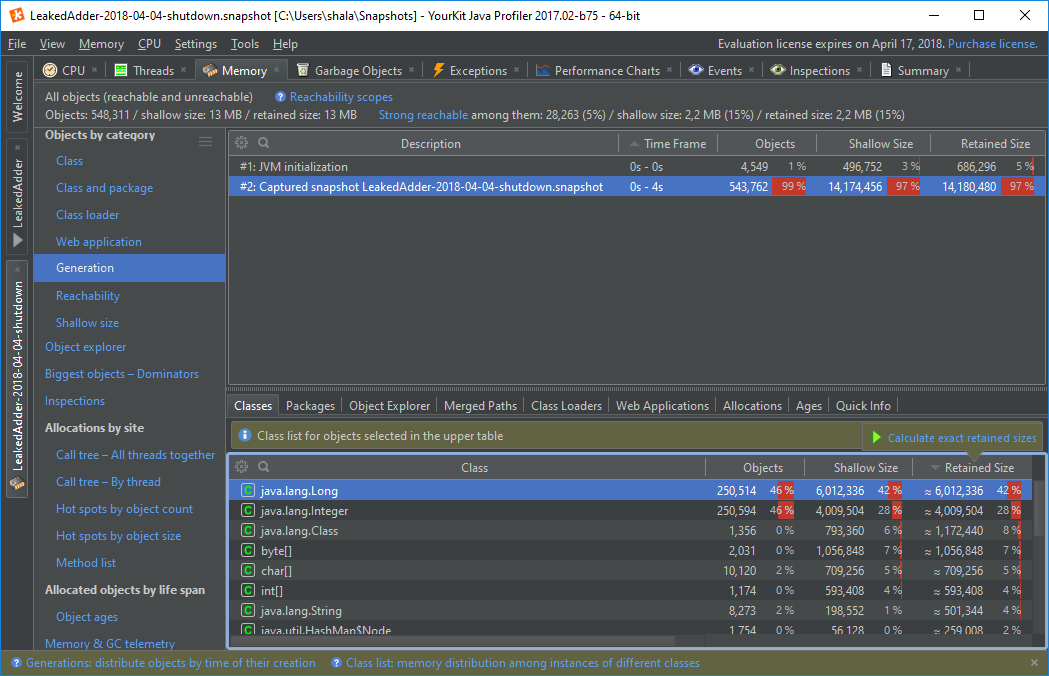 LeakedAdder-2018-04-04-shutdown.snapshot [C:\Users\shala\Snapshots] - YourKit Java Profiler 2017.02-b75 - 64-bit
File View Memory CPU Settings Tools Help Evaluation license expires on April 17, 2018. Purchase license.
Welcome
LeakedAdder
LeakedAdder-2018-04-04-shutdown
CPU Threads Memory Garbage Objects Exceptions Performance Charts Events Inspections Summary
All objects (reachable and unreachable) Reachability scopes
Objects: 548,311 / shallow size: 13 MB / retained size: 13 MB Strong reachable among them: 28,263 (5%) / shallow size: 2,2 MB (15%) / retained size: 2,2 MB (15%)
Objects by category
Class
Class and package
Class loader
Web application
Generation
Reachability
Shallow size
Object explorer
Biggest objects – Dominators
Inspections
Allocations by site
Call tree – All threads together
Call tree – By thread
Hot spots by object count
Hot spots by object size
Method list
Allocated objects by life span
Object ages
Memory & GC telemetry
Description Time Frame Objects Shallow Size Retained Size
#1: JVM initialization 0s - 0s 4,549 1 % 496,752 3 % 686,296 5 %
#2: Captured snapshot LeakedAdder-2018-04-04-shutdown.snapshot 0s - 4s 543,762 99 % 14,174,456 97 % 14,180,480 97 %
Classes Packages Object Explorer Merged Paths Class Loaders Web Applications Allocations Ages Quick Info
Class list for objects selected in the upper table Calculate exact retained sizes
Class Objects Shallow Size Retained Size
java.lang.Long 250,514 46 % 6,012,336 42 % ≈ 6,012,336 42 %
java.lang.Integer 250,594 46 % 4,009,504 28 % ≈ 4,009,504 28 %
java.lang.Class 1,356 0 % 793,360 6 % ≈ 1,172,440 8 %
byte[] 2,031 0 % 1,056,848 7 % ≈ 1,056,848 7 %
char[] 10,120 2 % 709,256 5 % ≈ 709,256 5 %
int[] 1,174 0 % 593,408 4 % ≈ 593,408 4 %
java.lang.String 8,273 2 % 198,552 1 % ≈ 501,344 4 %
java.util.HashMap$Node 1,754 0 % 56,128 0 % ≈ 259,008 2 %
Generations: distribute objects by time of their creation Class list: memory distribution among instances of different classes